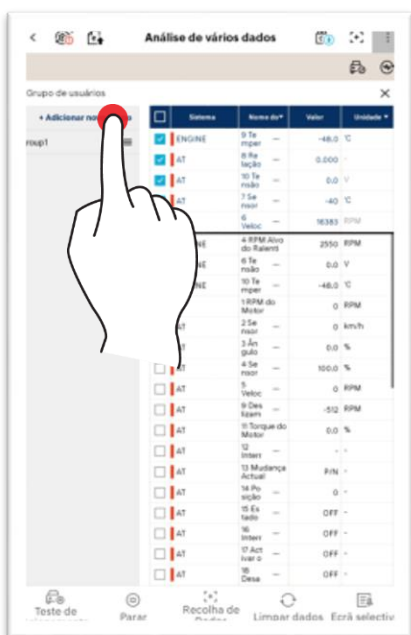 Análise de vários dados
Grupo de usuários
+ Adicionar no
Sistema Nome do Valor Unidade
ENGINE 9 Te mper -48.0 °C
AT 8 Re lação 0.000 -
AT 10 Te nsão 0.0 V
AT 7 Se nsor -40 °C
6 Veloc 16383 RPM
4 RPM Alvo do Ralenti 2550 RPM
6 Te nsão 0.0 V
10 Te mper -48.0 °C
1 RPM do Motor 0 RPM
AT 2 Se nsor 0 km/h
3 Ân gulo 0.0 %
AT 4 Se nsor 100.0 %
AT 5 Veloc 0 RPM
AT 9 Des lizam -512 RPM
AT 11 Torque do Motor 0.0 %
AT 12 Interr - -
AT 13 Mudança Actual P/N -
AT 14 Po sição 0 -
AT 15 Es tado OFF -
AT 16 Interr OFF -
AT 17 Act ivar o OFF -
AT 18 Desa OFF -
Teste de Parar Recolha de Limpar dados Ecrã selectiv